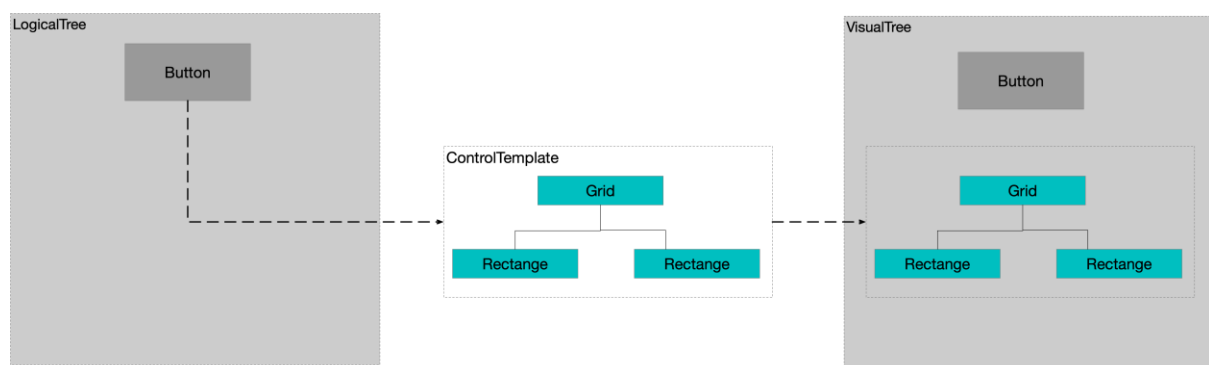 LogicalTree
Button
ControlTemplate
Grid
Rectange
Rectange
VisualTree
Button
Grid
Rectange
Rectange